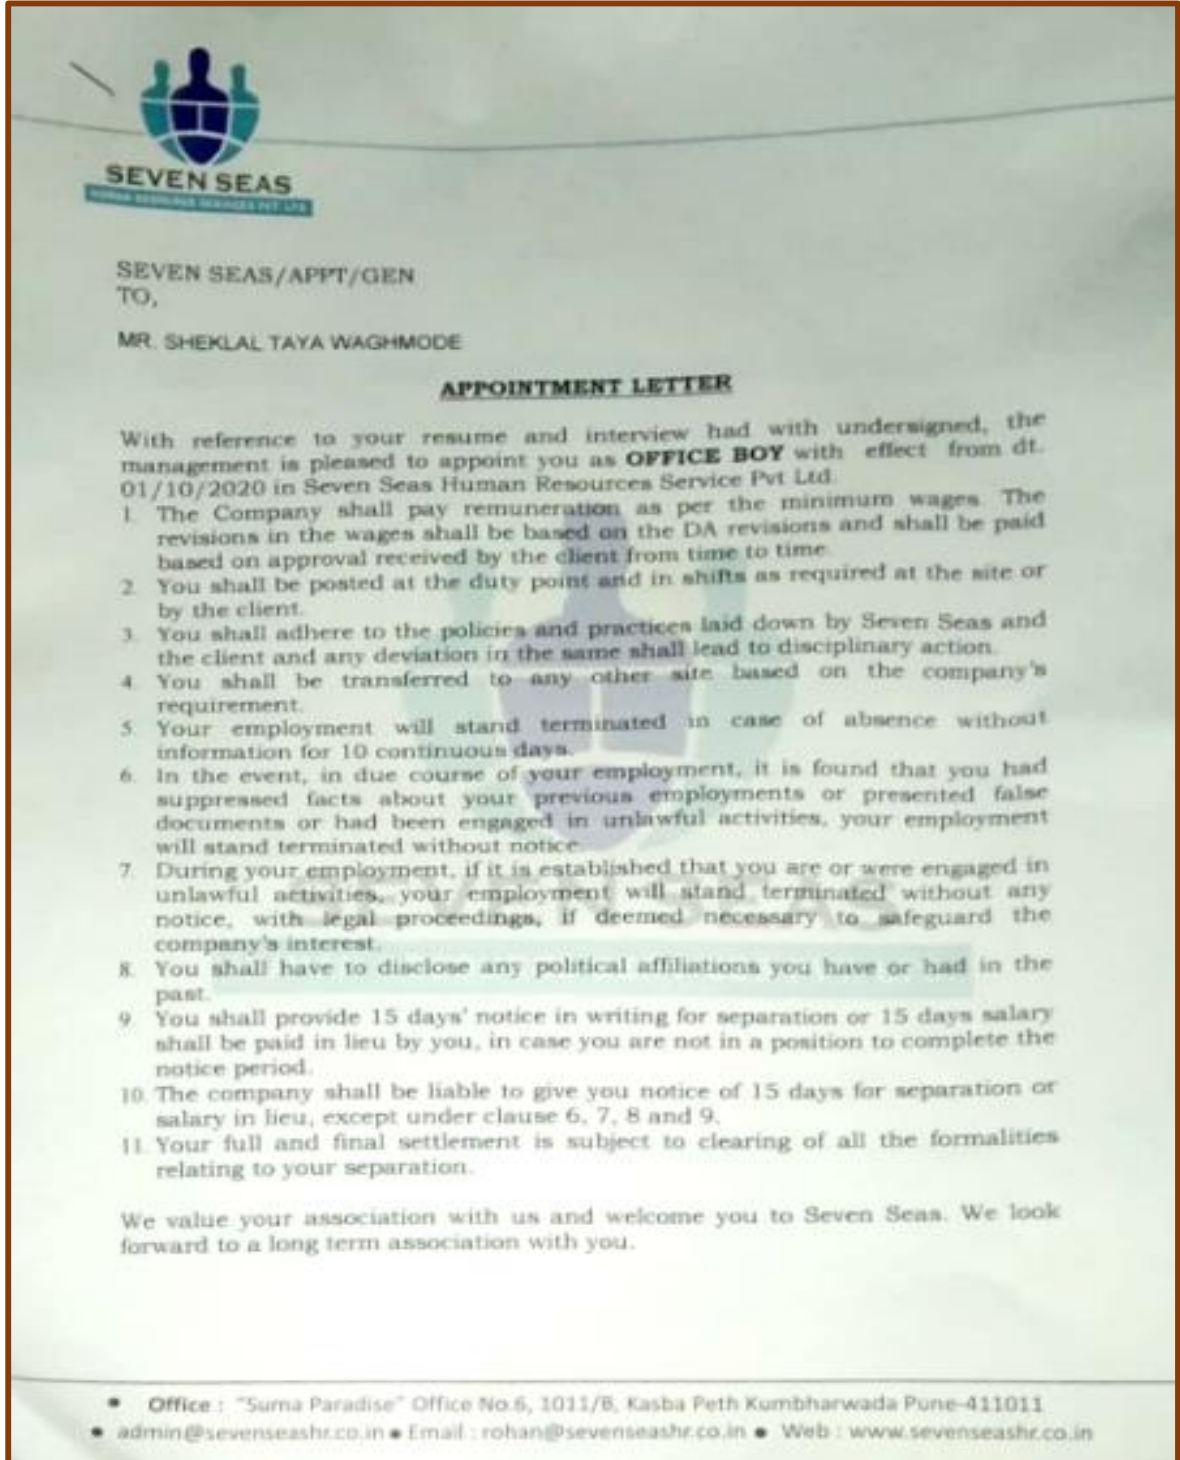 SEVEN SEAS
HUMAN RESOURCE SERVICES PVT. LTD.
SEVEN SEAS/APPT/GEN
TO,
MR. SHEKLAL TAYA WAGHMODE
APPOINTMENT LETTER
With reference to your resume and interview had with undersigned, the
management is pleased to appoint you as OFFICE BOY with effect from dt.
01/10/2020 in Seven Seas Human Resources Service Pvt Ltd.
1. The Company shall pay remuneration as per the minimum wages. The
revisions in the wages shall be based on the DA revisions and shall be paid
based on approval received by the client from time to time.
2. You shall be posted at the duty point and in shifts as required at the site or
by the client.
3. You shall adhere to the policies and practices laid down by Seven Seas and
the client and any deviation in the same shall lead to disciplinary action.
4. You shall be transferred to any other site based on the company's
requirement.
5. Your employment will stand terminated in case of absence without
information for 10 continuous days.
6. In the event, in due course of your employment, it is found that you had
suppressed facts about your previous employments or presented false
documents or had been engaged in unlawful activities, your employment
will stand terminated without notice.
7. During your employment, if it is established that you are or were engaged in
unlawful activities, your employment will stand terminated without any
notice, with legal proceedings, if deemed necessary to safeguard the
company's interest.
8. You shall have to disclose any political affiliations you have or had in the
past.
9. You shall provide 15 days' notice in writing for separation or 15 days salary
shall be paid in lieu by you, in case you are not in a position to complete the
notice period.
10. The company shall be liable to give you notice of 15 days for separation or
salary in lieu, except under clause 6, 7, 8 and 9.
11. Your full and final settlement is subject to clearing of all the formalities
relating to your separation.
We value your association with us and welcome you to Seven Seas. We look
forward to a long term association with you.
SEVEN SEAS
• Office : "Suma Paradise" Office No.6, 1011/B, Kasba Peth Kumbharwada Pune-411011
• admin@sevenseashr.co.in • Email : rohan@sevenseashr.co.in • Web : www.sevenseashr.co.in